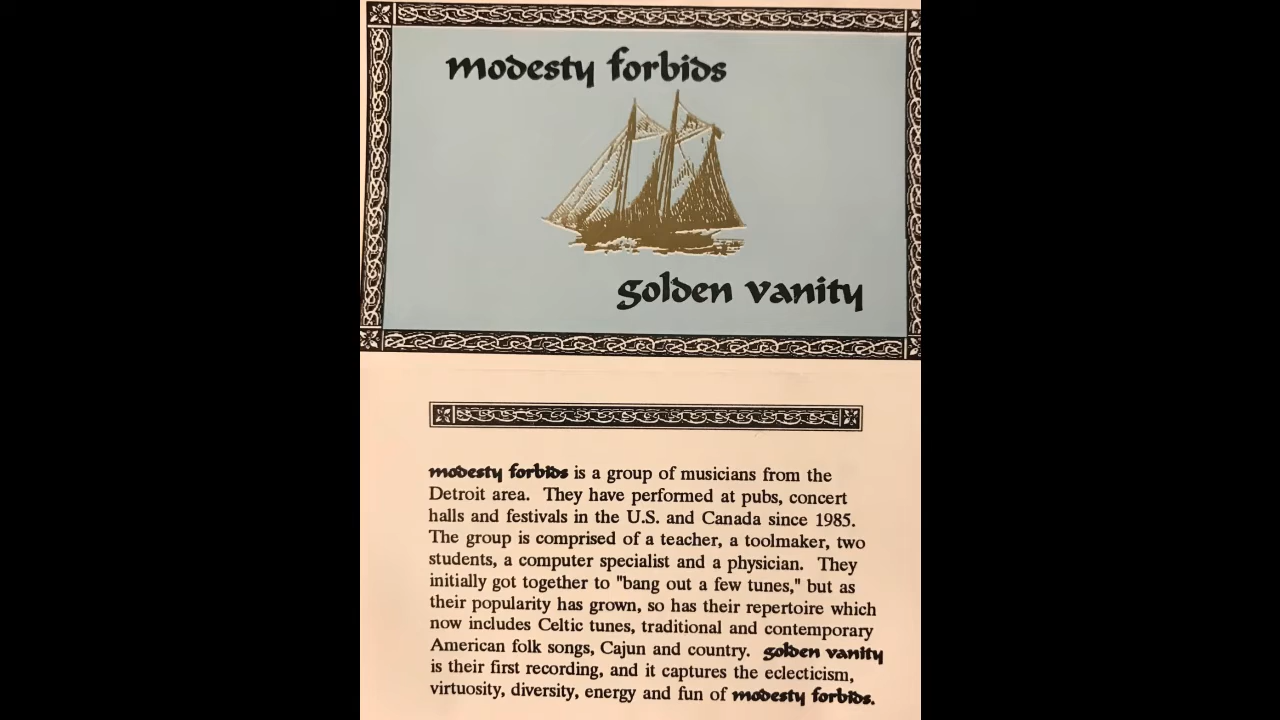 modesty forbids
golden vanity
modesty forbids is a group of musicians from the
Detroit area. They have performed at pubs, concert
halls and festivals in the U.S. and Canada since 1985.
The group is comprised of a teacher, a toolmaker, two
students, a computer specialist and a physician. They
initially got together to "bang out a few tunes," but as
their popularity has grown, so has their repertoire which
now includes Celtic tunes, traditional and contemporary
American folk songs, Cajun and country. golden vanity
is their first recording, and it captures the eclecticism,
virtuosity, diversity, energy and fun of modesty forbids.